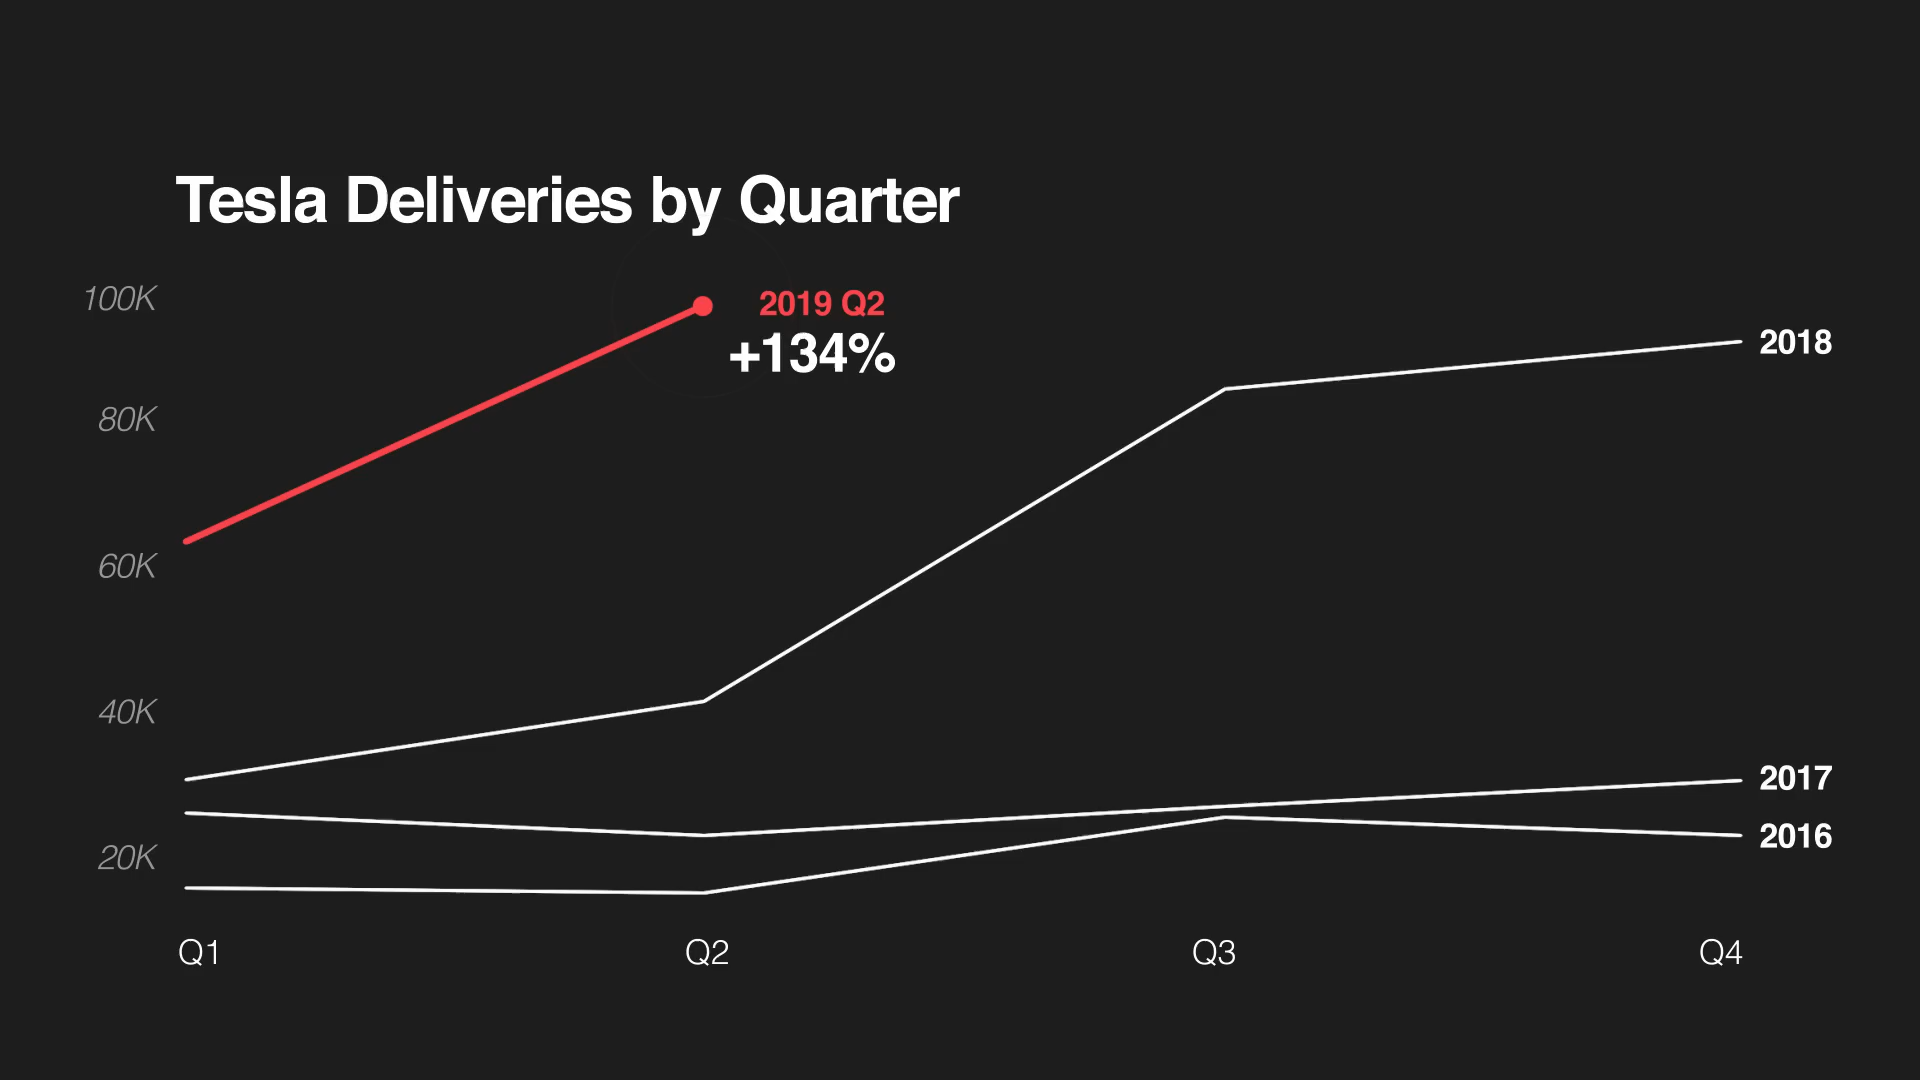 Tesla Deliveries by Quarter
100K
2019 Q2
+134%
2018
80K
60K
40K
2017
2016
20K
Q1 Q2 Q3 Q4